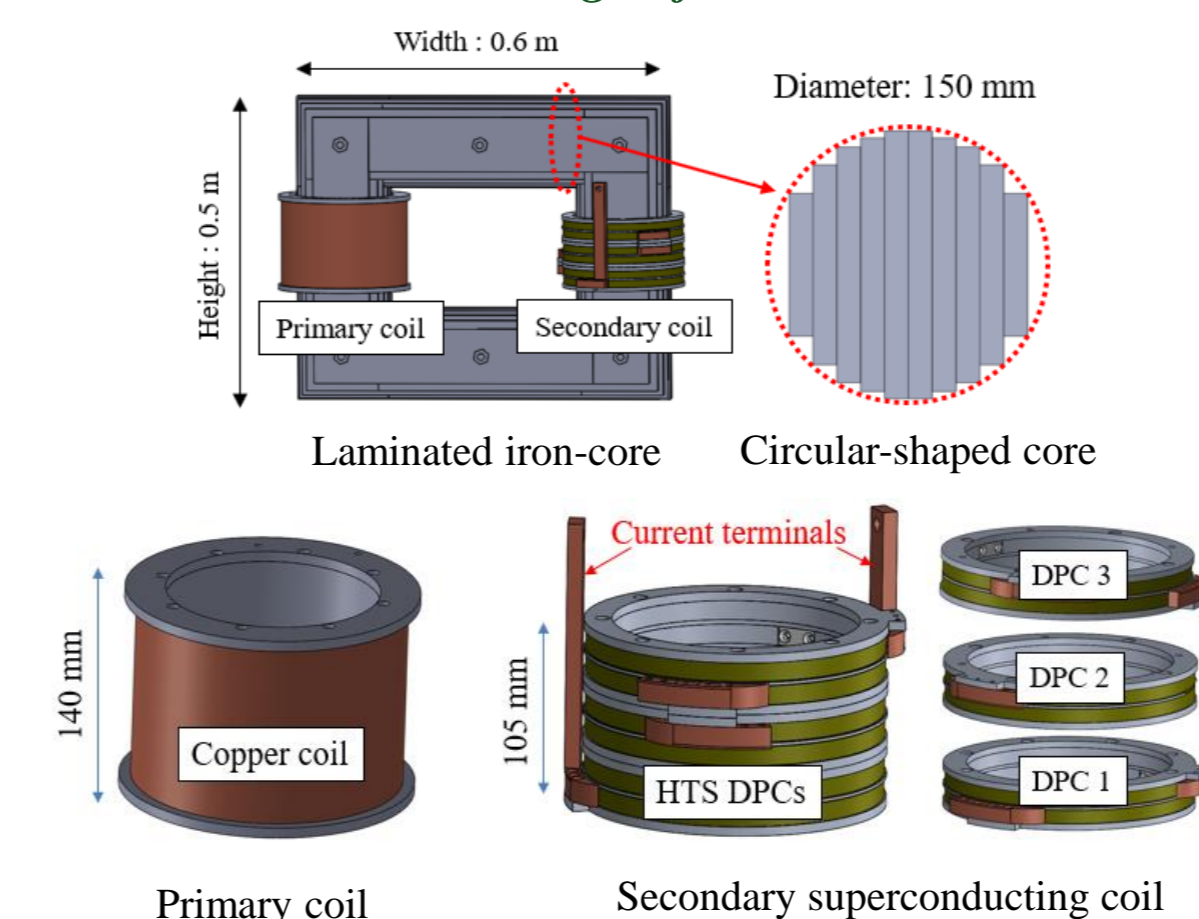 Width : 0.6 m
Diameter: 150 mm
Height : 0.5 m
Primary coil
Secondary coil
Laminated iron-core
Circular-shaped core
Current terminals
140 mm
Copper coil
105 mm
HTS DPCs
DPC 3
DPC 2
DPC 1
Primary coil
Secondary superconducting coil